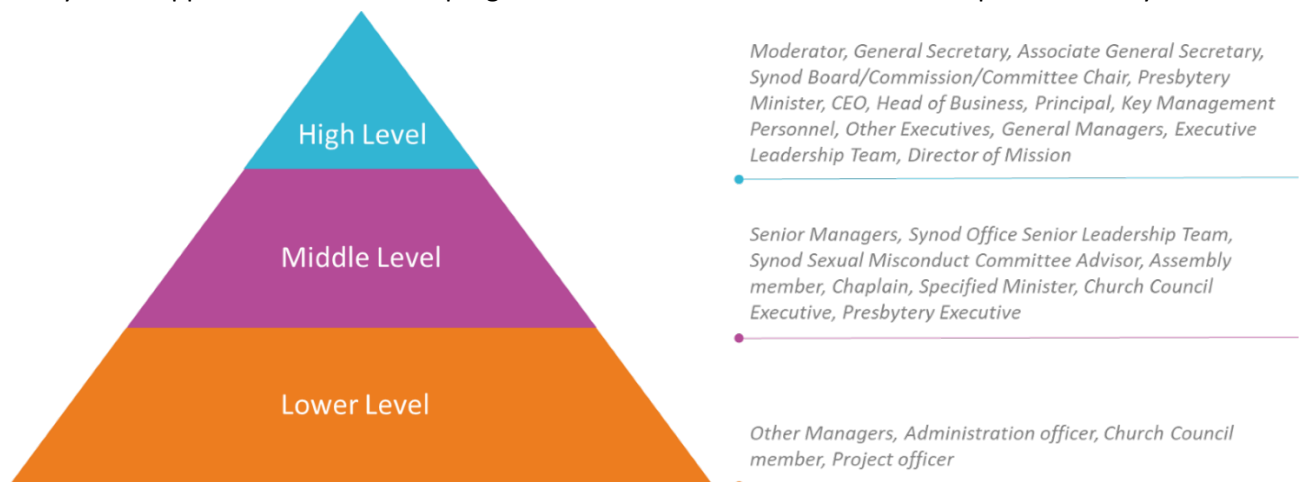 High Level
Moderator, General Secretary, Associate General Secretary,
Synod Board/Commission/Committee Chair, Presbytery
Minister, CEO, Head of Business, Principal, Key Management
Personnel, Other Executives, General Managers, Executive
Leadership Team, Director of Mission
Middle Level
Senior Managers, Synod Office Senior Leadership Team,
Synod Sexual Misconduct Committee Advisor, Assembly
member, Chaplain, Specified Minister, Church Council
Executive, Presbytery Executive
Lower Level
Other Managers, Administration officer, Church Council
member, Project officer